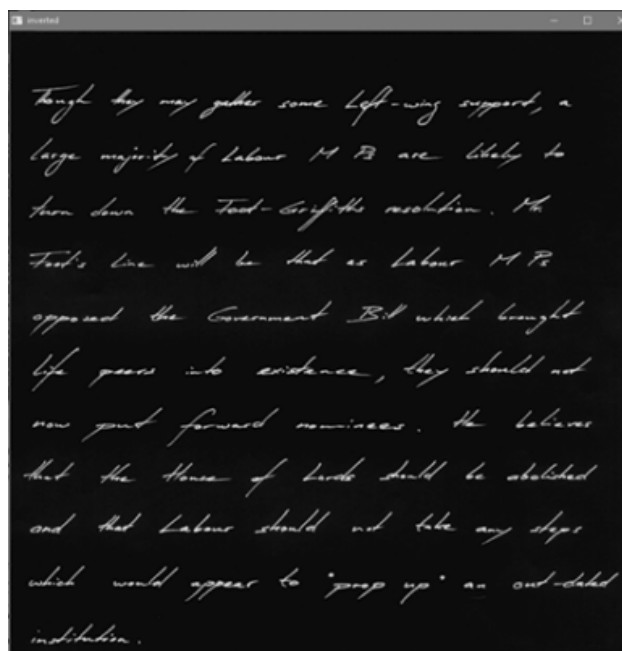 inverted
Though they may gather some Left-wing support, a
large majority of Labour M Ps are likely to
turn down the Foot-Griffiths resolution. Mr.
Foot's line will be that as Labour M Ps
opposed the Government Bill which brought
life peers into existence, they should not
now put forward nominees. He believes
that the House of Lords should be abolished
and that Labour should not take any steps
which would appear to "prop up" an out-dated
institution.